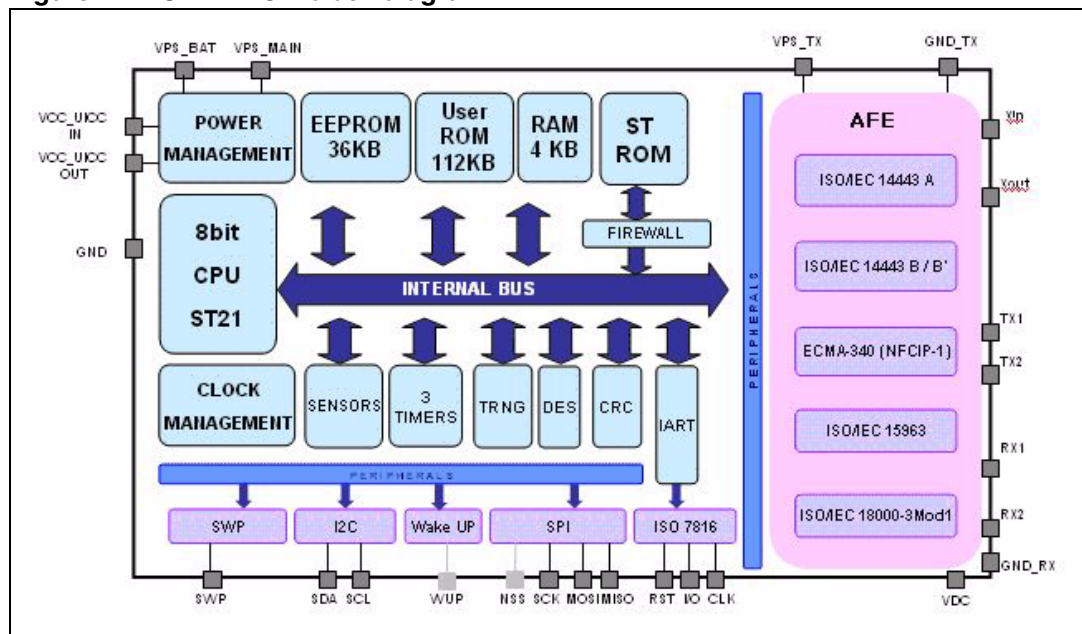 VPS_BAT VPS_MAIN VPS_TX GND_TX
VCC_UICC
IN
VCC_UICC
OUT
GND
POWER
MANAGEMENT
EEPROM
36KB
User
ROM
112KB
RAM
4 KB
ST
ROM
FIREWALL
8bit
CPU
ST21
INTERNAL BUS
CLOCK
MANAGEMENT
SENSORS
3
TIMERS
TRNG
DES
CRC
IART
PERIPHERALS
SWP
I2C
Wake UP
SPI
ISO 7816
SWP SDA SCL WUP NSS SCK MOSI MISO RST I/O CLK
PERIPHERALS
AFE
ISO/IEC 14443 A
ISO/IEC 14443 B / B'
ECMA-340 (NFCIP-1)
ISO/IEC 15963
ISO/IEC 18000-3Mod1
XIn
Xout
TX1
TX2
RX1
RX2
GND_RX
VDC